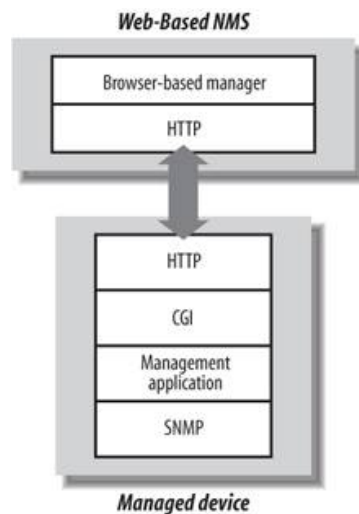 Web-Based NMS
Browser-based manager
HTTP
HTTP
CGI
Management
application
SNMP
Managed device